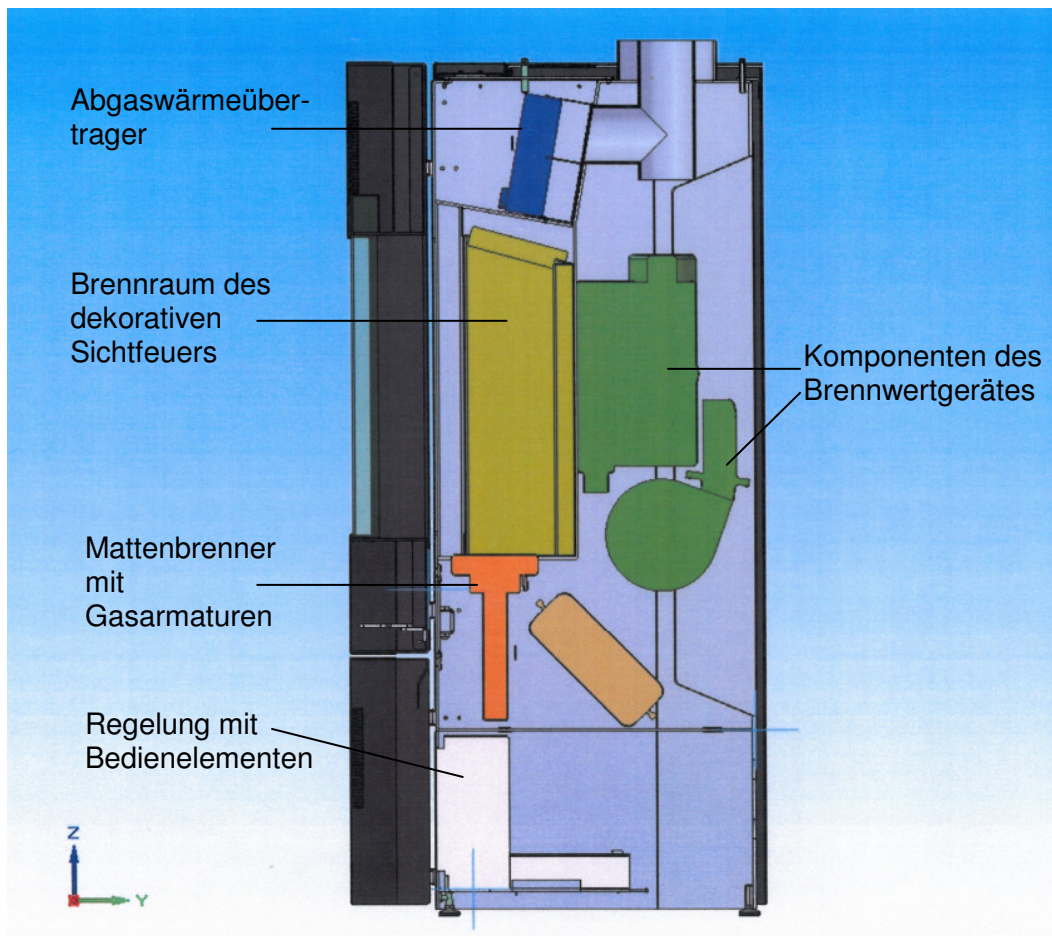 Abgaswärmeüber-
trager
Brennraum des
dekorativen
Sichtfeuers
Komponenten des
Brennwertgerätes
Mattenbrenner
mit
Gasarmaturen
Regelung mit
Bedienelementen
Z
Y